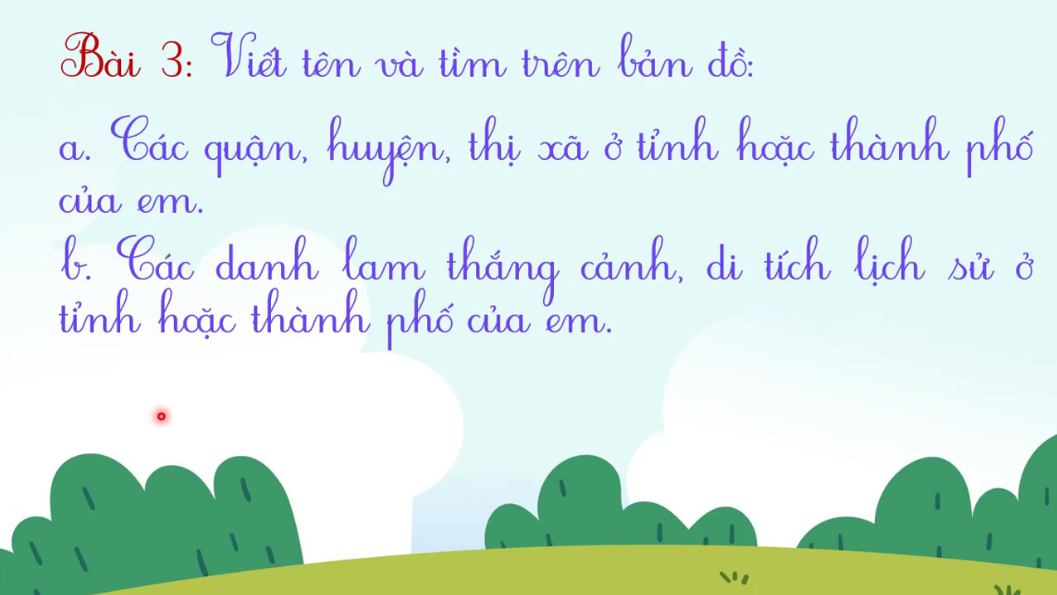 Bài 3: Viết tên và tìm trên bản đồ:
a. Các quận, huyện, thị xã ở tỉnh hoặc thành phố
của em.
b. Các danh lam thắng cảnh, di tích lịch sử ở
tỉnh hoặc thành phố của em.